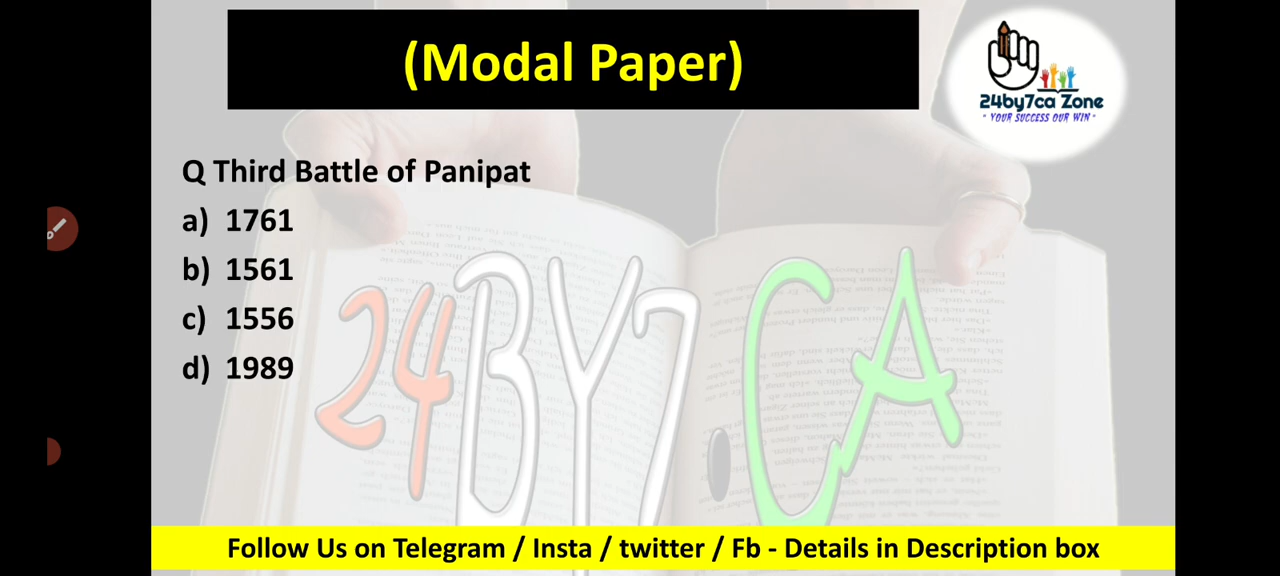 (Modal Paper)
24by7ca Zone
"YOUR SUCCESS OUR WIN"
Q Third Battle of Panipat
a) 1761
b) 1561
c) 1556
d) 1989
24BY7.CA
Follow Us on Telegram / Insta / twitter / Fb - Details in Description box